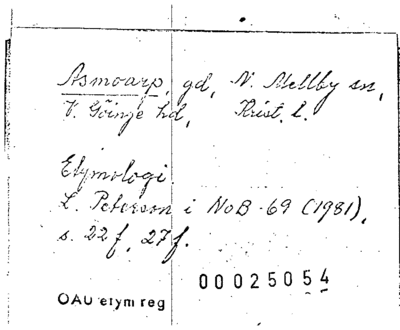 Asmoarp, gd, N. Mellby sn,
V. Göinge hd, Krist. l.
Etymologi
L. Peterson i NoB 69 (1981),
s. 22 f, 27 f.
00025054
OAU etym reg